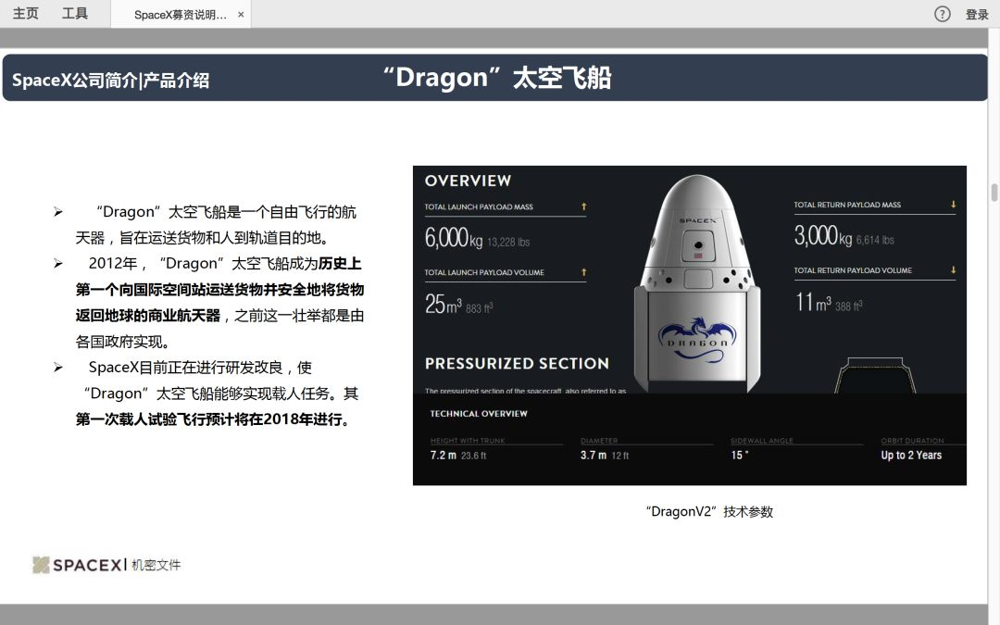 主页 工具 SpaceX募资说明... × ? 登录
SpaceX公司简介|产品介绍
“Dragon”太空飞船
“Dragon”太空飞船是一个自由飞行的航
天器，旨在运送货物和人到轨道目的地。
2012年，“Dragon”太空飞船成为历史上
第一个向国际空间站运送货物并安全地将货物
返回地球的商业航天器，之前这一壮举都是由
各国政府实现。
SpaceX目前正在进行研发改良，使
“Dragon”太空飞船能够实现载人任务。其
第一次载人试验飞行预计将在2018年进行。
OVERVIEW
TOTAL LAUNCH PAYLOAD MASS ↑
6,000kg 13,228 lbs
TOTAL LAUNCH PAYLOAD VOLUME ↑
25m³ 883 ft³
SPACEX
DRAGON
TOTAL RETURN PAYLOAD MASS ↓
3,000kg 6,614 lbs
TOTAL RETURN PAYLOAD VOLUME ↓
11m³ 388 ft³
PRESSURIZED SECTION
The pressurized section of the spacecraft, also referred to as
TECHNICAL OVERVIEW
HEIGHT WITH TRUNK
7.2 m 23.6 ft
DIAMETER
3.7 m 12 ft
SIDEWALL ANGLE
15 °
ORBIT DURATION
Up to 2 Years
“DragonV2”技术参数
SPACEX| 机密文件